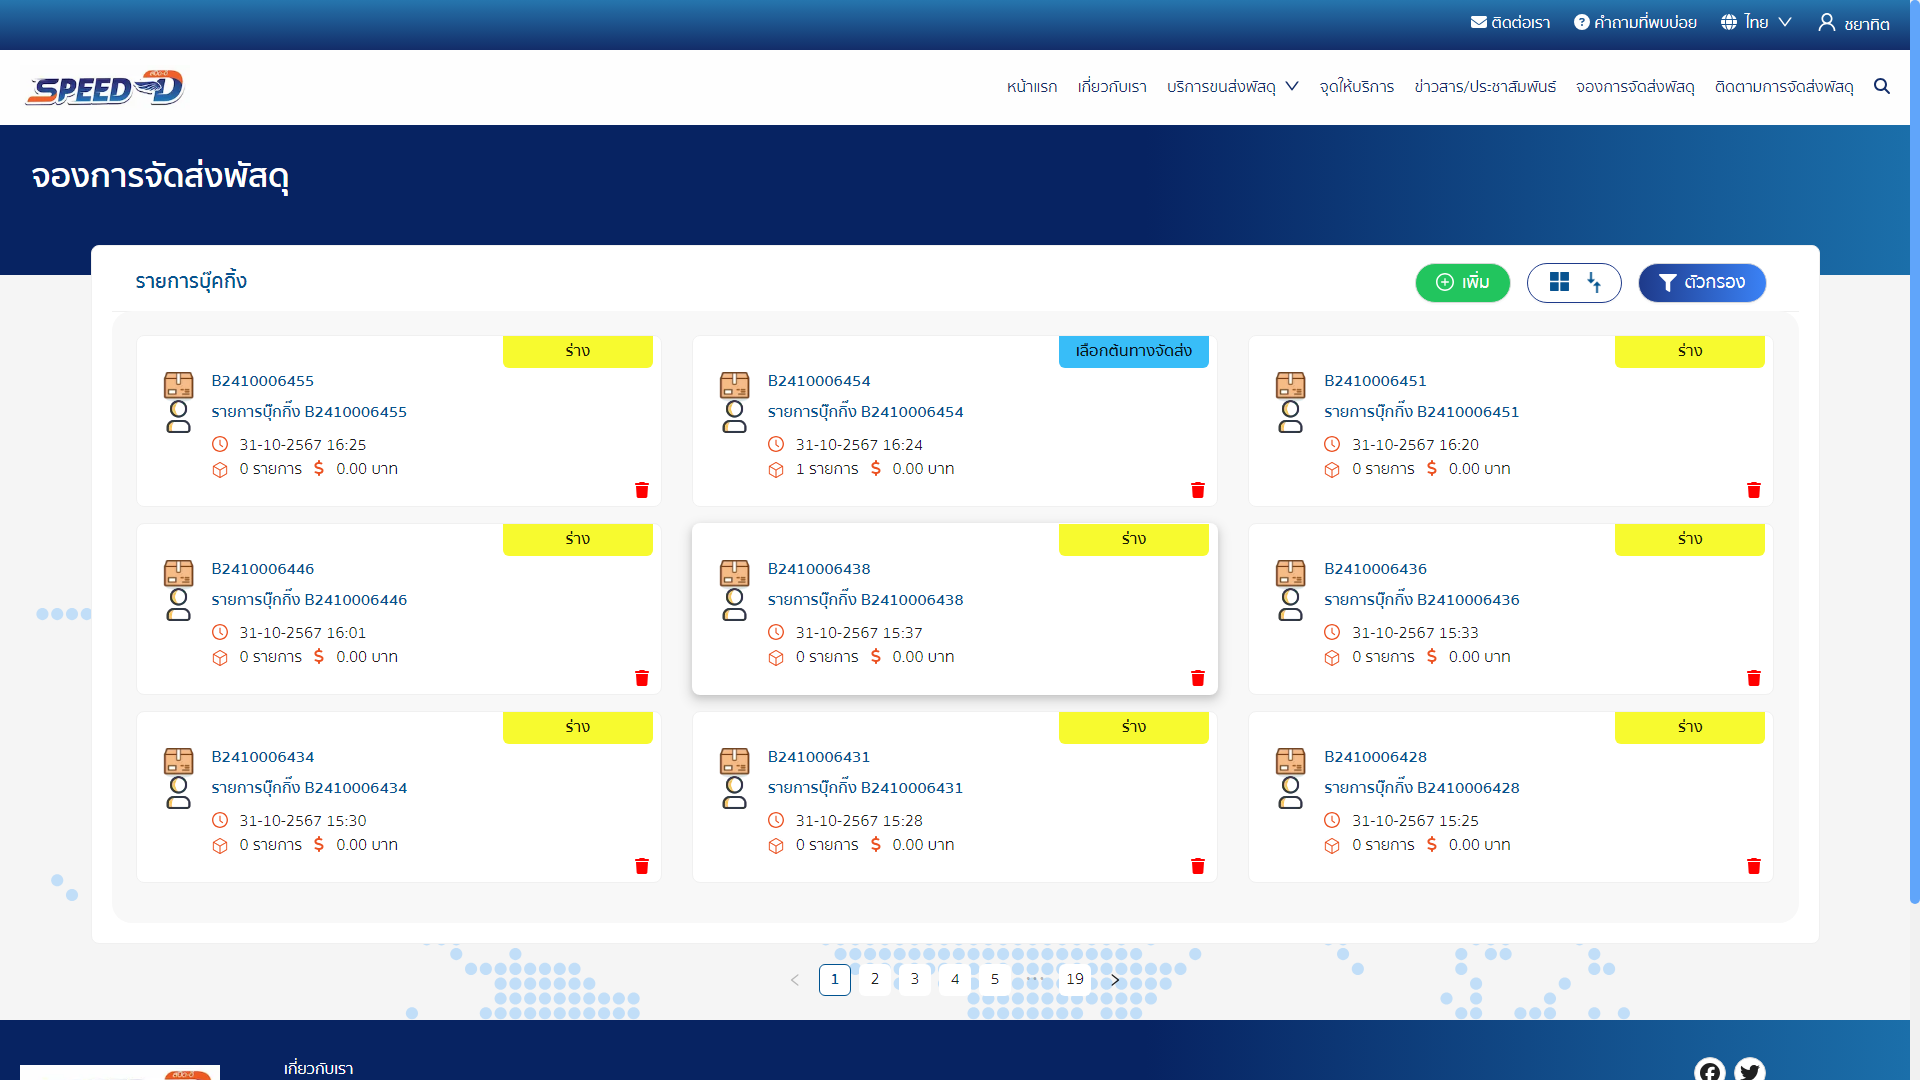 ติดต่อเรา คำถามที่พบบ่อย ไทย ชยาทิต
SPEED-D
หน้าแรก เกี่ยวกับเรา บริการขนส่งพัสดุ จุดให้บริการ ข่าวสาร/ประชาสัมพันธ์ จองการจัดส่งพัสดุ ติดตามการจัดส่งพัสดุ
จองการจัดส่งพัสดุ
รายการบุ๊คกิ้ง
เพิ่ม
ตัวกรอง
ร่าง
B2410006455
รายการบุ๊กกิ๊ง B2410006455
31-10-2567 16:25
0 รายการ $ 0.00 บาท
เลือกต้นทางจัดส่ง
B2410006454
รายการบุ๊กกิ๊ง B2410006454
31-10-2567 16:24
1 รายการ $ 0.00 บาท
ร่าง
B2410006451
รายการบุ๊กกิ๊ง B2410006451
31-10-2567 16:20
0 รายการ $ 0.00 บาท
ร่าง
B2410006446
รายการบุ๊กกิ๊ง B2410006446
31-10-2567 16:01
0 รายการ $ 0.00 บาท
ร่าง
B2410006438
รายการบุ๊กกิ๊ง B2410006438
31-10-2567 15:37
0 รายการ $ 0.00 บาท
ร่าง
B2410006436
รายการบุ๊กกิ๊ง B2410006436
31-10-2567 15:33
0 รายการ $ 0.00 บาท
ร่าง
B2410006434
รายการบุ๊กกิ๊ง B2410006434
31-10-2567 15:30
0 รายการ $ 0.00 บาท
ร่าง
B2410006431
รายการบุ๊กกิ๊ง B2410006431
31-10-2567 15:28
0 รายการ $ 0.00 บาท
ร่าง
B2410006428
รายการบุ๊กกิ๊ง B2410006428
31-10-2567 15:25
0 รายการ $ 0.00 บาท
1 2 3 4 5 ••• 19
เกี่ยวกับเรา